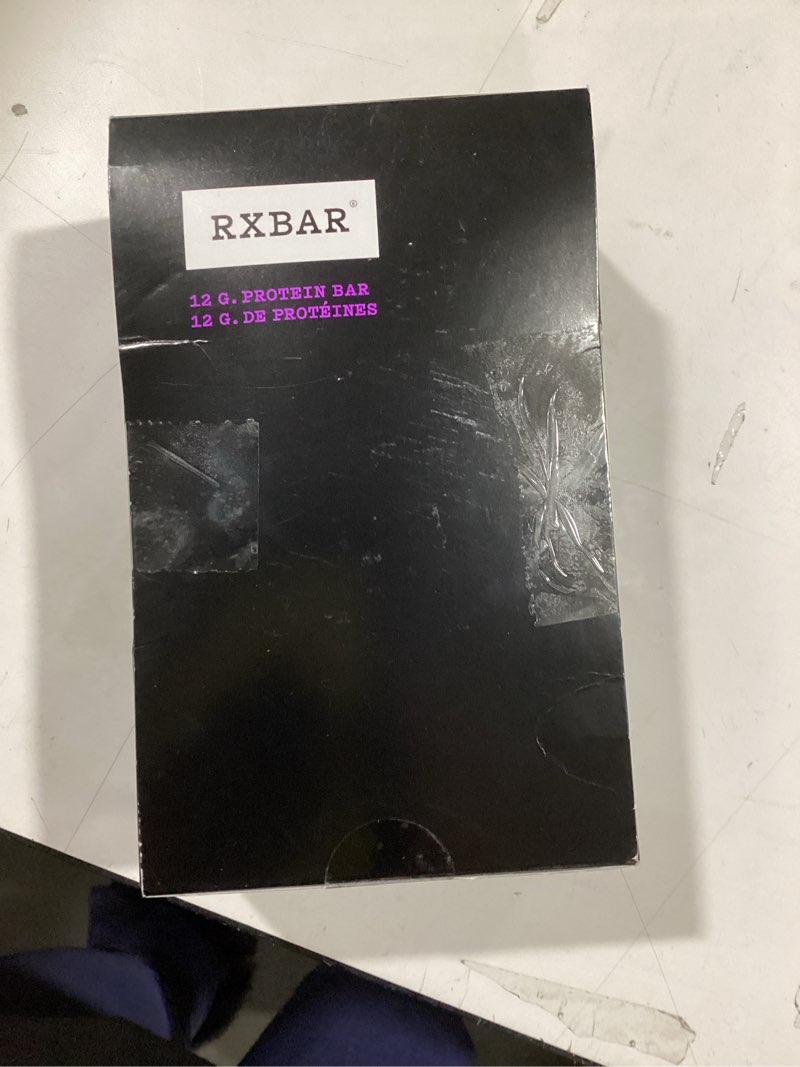 RXBAR®
12 G. PROTEIN BAR
12 G. DE PROTÉINES